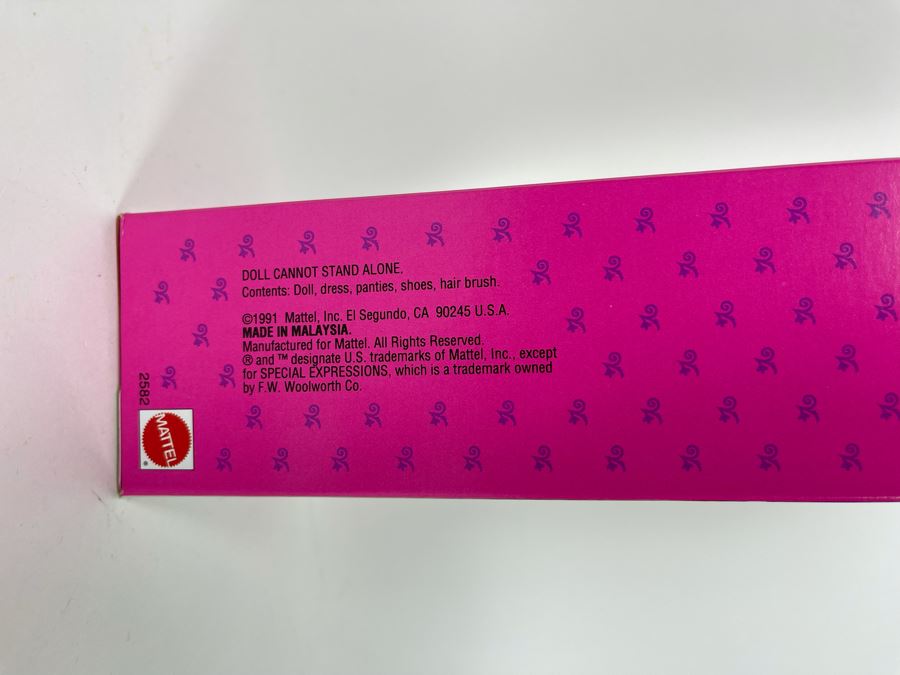 DOLL CANNOT STAND ALONE.
Contents: Doll, dress, panties, shoes, hair brush.
©1991 Mattel, Inc. El Segundo, CA 90245 U.S.A.
MADE IN MALAYSIA.
Manufactured for Mattel. All Rights Reserved.
® and ™ designate U.S. trademarks of Mattel, Inc., except
for SPECIAL EXPRESSIONS, which is a trademark owned
by F.W. Woolworth Co.
2582
MATTEL
®